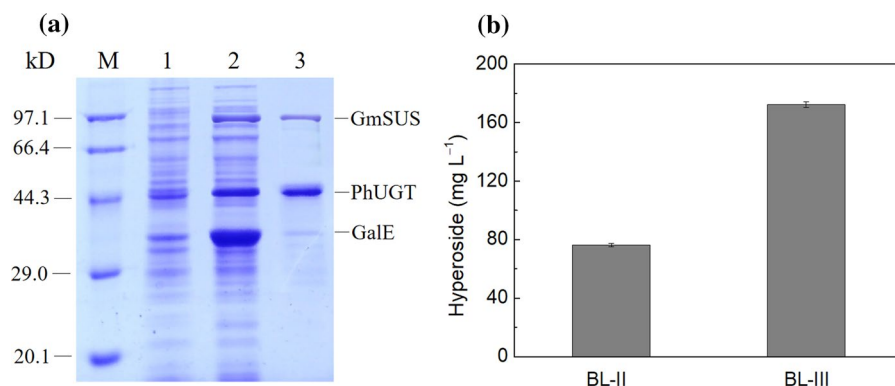 (a)
kD M 1 2 3
97.1 GmSUS
66.4
44.3 PhUGT
GalE
29.0
20.1
(b)
200
160
120
80
40
0
Hyperoside (mg L⁻¹)
BL-II BL-III